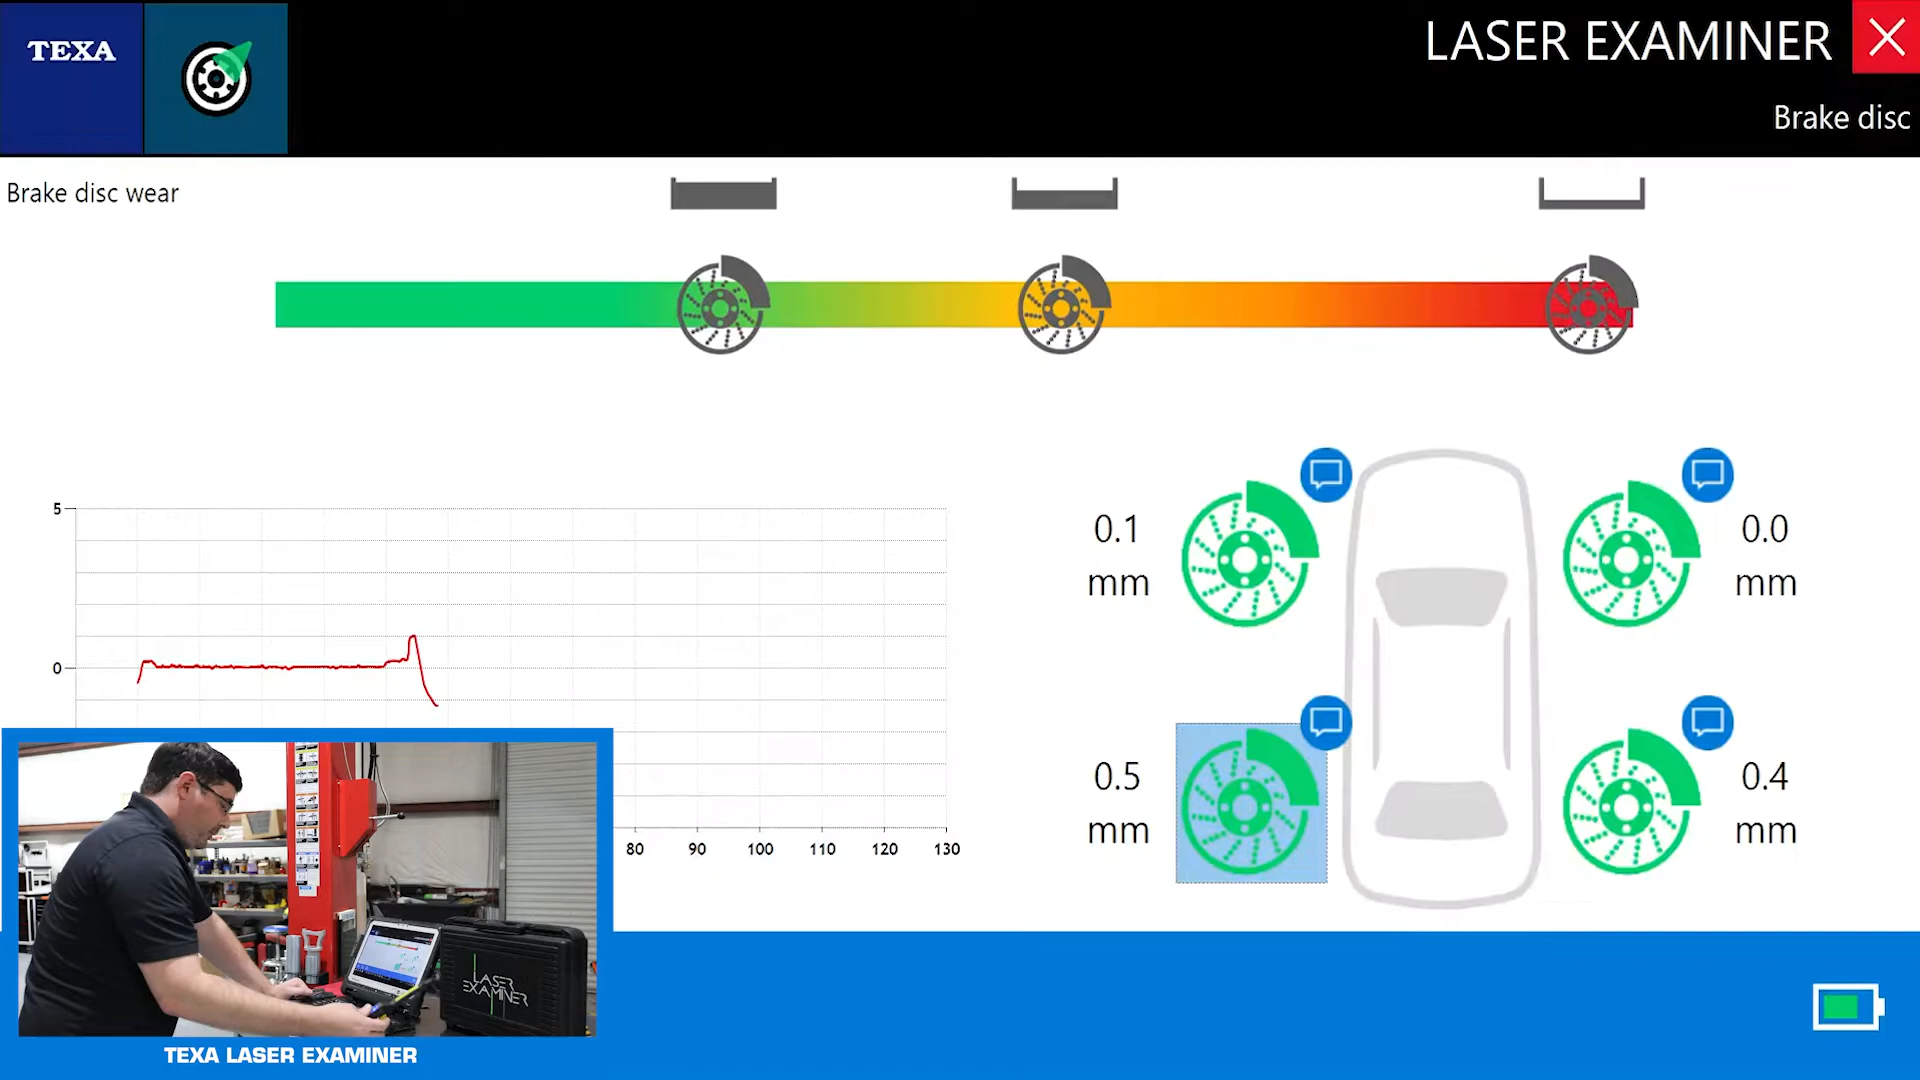 TEXA
LASER EXAMINER
Brake disc
Brake disc wear
5
0
80 90 100 110 120 130
0.1
mm
0.0
mm
0.5
mm
0.4
mm
LASER
EXAMINER
TEXA LASER EXAMINER